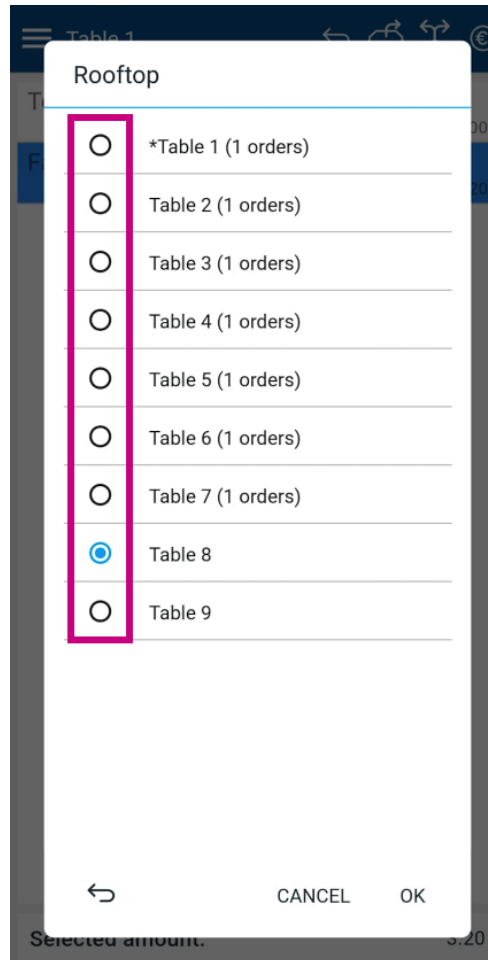 Table 1
Rooftop
*Table 1 (1 orders)
Table 2 (1 orders)
Table 3 (1 orders)
Table 4 (1 orders)
Table 5 (1 orders)
Table 6 (1 orders)
Table 7 (1 orders)
Table 8
Table 9
CANCEL OK
Selected amount: 3.20